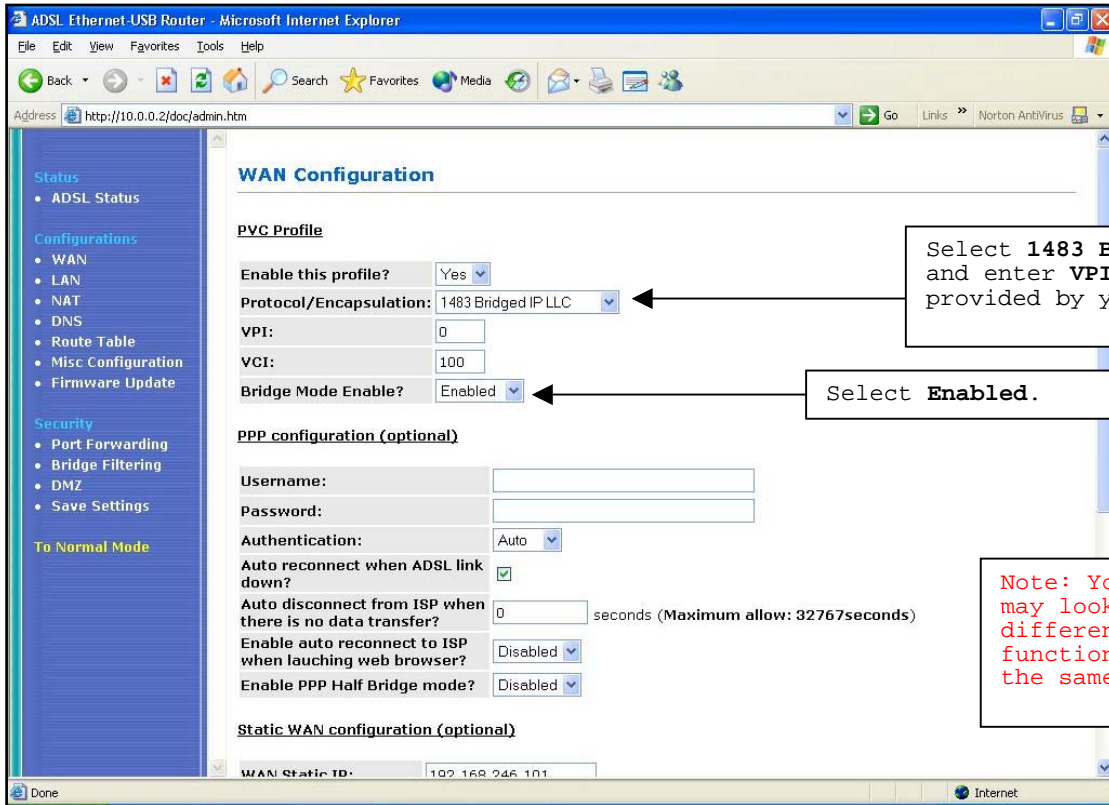 ADSL Ethernet-USB Router - Microsoft Internet Explorer
File Edit View Favorites Tools Help
Back Search Favorites Media
Address http://10.0.0.2/doc/admin.htm Go Links » Norton AntiVirus
Status
• ADSL Status
Configurations
• WAN
• LAN
• NAT
• DNS
• Route Table
• Misc Configuration
• Firmware Update
Security
• Port Forwarding
• Bridge Filtering
• DMZ
• Save Settings
To Normal Mode
WAN Configuration
PVC Profile
Enable this profile? Yes
Protocol/Encapsulation: 1483 Bridged IP LLC
VPI: 0
VCI: 100
Bridge Mode Enable? Enabled
Select 1483
and enter VPI
provided by
Select Enabled.
PPP configuration (optional)
Username:
Password:
Authentication: Auto
Auto reconnect when ADSL link
down?
Auto disconnect from ISP when
there is no data transfer?
0 seconds (Maximum allow: 32767seconds)
Enable auto reconnect to ISP
when lauching web browser?
Disabled
Enable PPP Half Bridge mode? Disabled
Note:
may
the
Static WAN configuration (optional)
WAN Static IP: 192.168.246.101
Done Internet